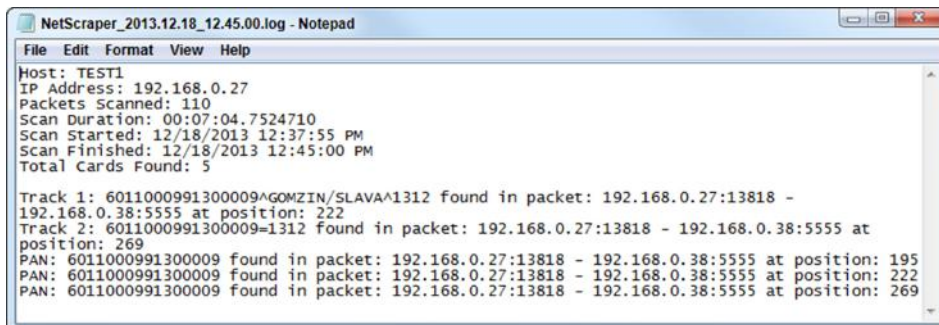 NetScraper_2013.12.18_12.45.00.log - Notepad
File Edit Format View Help
Host: TEST1
IP Address: 192.168.0.27
Packets Scanned: 110
Scan Duration: 00:07:04.7524710
Scan Started: 12/18/2013 12:37:55 PM
Scan Finished: 12/18/2013 12:45:00 PM
Total Cards Found: 5
Track 1: 6011000991300009^GOMZIN/SLAVA^1312 found in packet: 192.168.0.27:13818 -
192.168.0.38:5555 at position: 222
Track 2: 6011000991300009=1312 found in packet: 192.168.0.27:13818 - 192.168.0.38:5555 at
position: 269
PAN: 6011000991300009 found in packet: 192.168.0.27:13818 - 192.168.0.38:5555 at position: 195
PAN: 6011000991300009 found in packet: 192.168.0.27:13818 - 192.168.0.38:5555 at position: 222
PAN: 6011000991300009 found in packet: 192.168.0.27:13818 - 192.168.0.38:5555 at position: 269